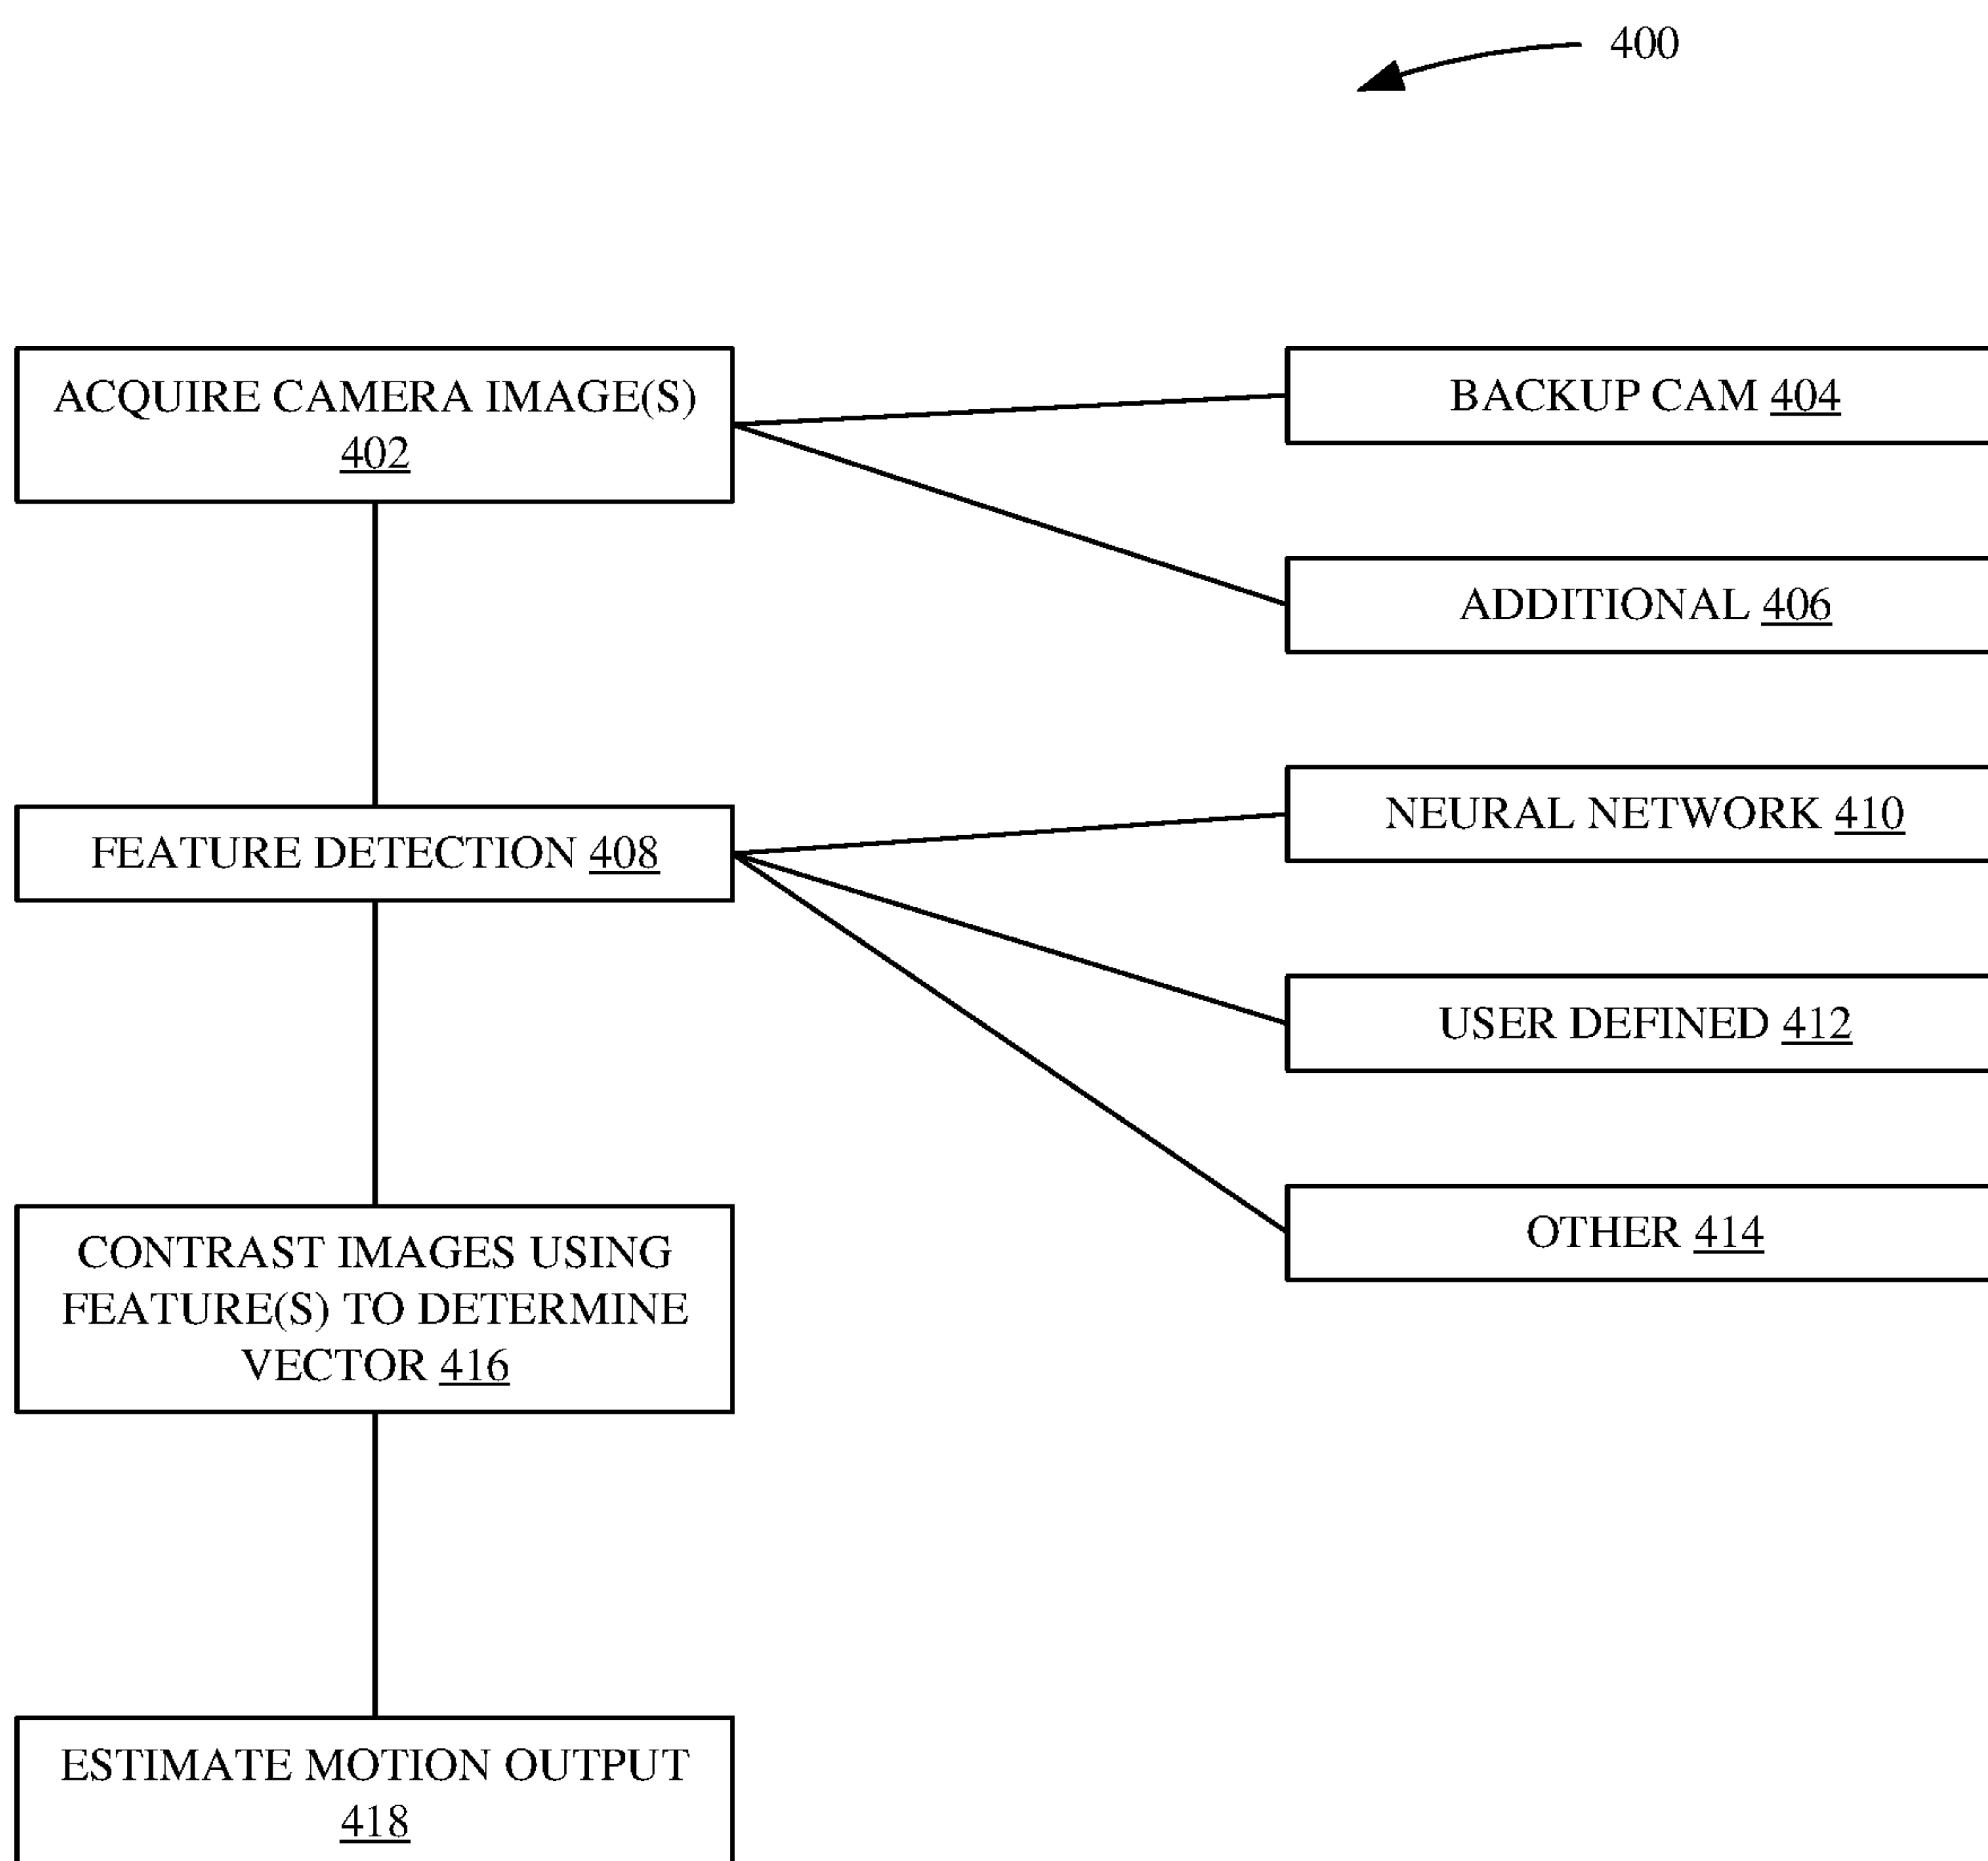 400
ACQUIRE CAMERA IMAGE(S)
402
BACKUP CAM 404
ADDITIONAL 406
FEATURE DETECTION 408
NEURAL NETWORK 410
USER DEFINED 412
OTHER 414
CONTRAST IMAGES USING
FEATURE(S) TO DETERMINE
VECTOR 416
ESTIMATE MOTION OUTPUT
418